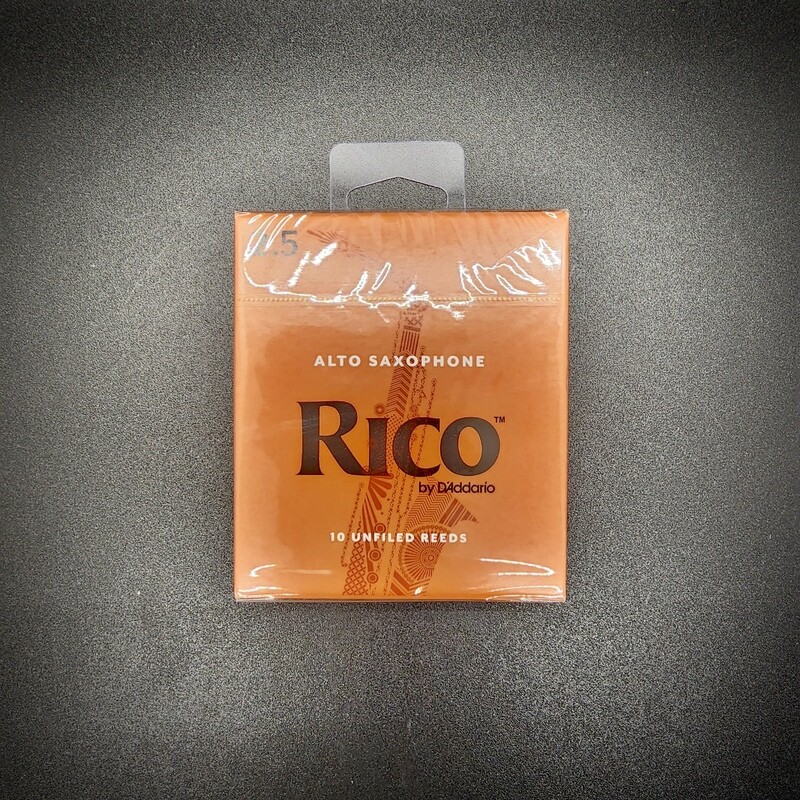 ALTO SAXOPHONE
Rico™
by D'Addario
10 UNFILED REEDS